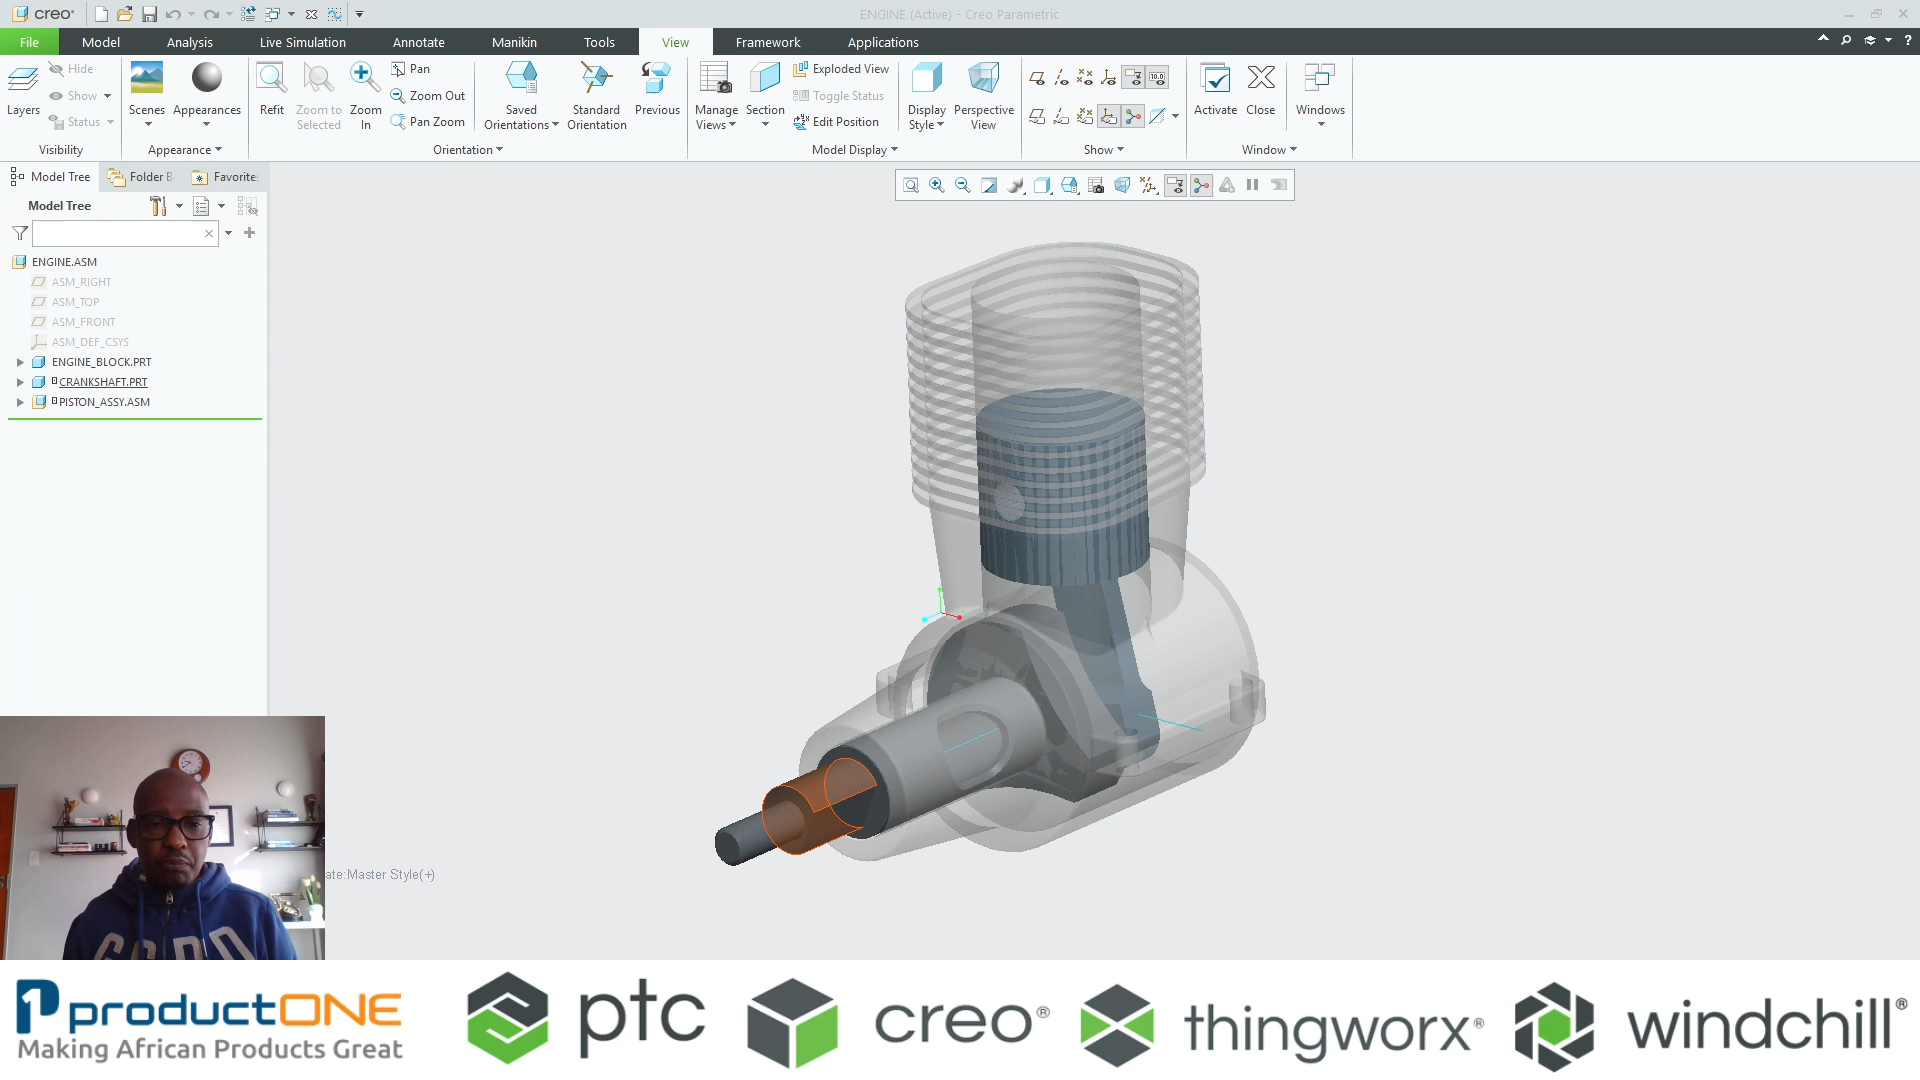 creo®
ENGINE (Active) - Creo Parametric
File
Model
Analysis
Live Simulation
Annotate
Manikin
Tools
View
Framework
Applications
?
Layers
Hide
Show
Status
Visibility
Scenes
Appearances
Appearance
Refit
Zoom to
Selected
Zoom
In
Pan
Zoom Out
Pan Zoom
Saved
Orientations
Standard
Orientation
Previous
Orientation
Manage
Views
Section
Exploded View
Toggle Status
Edit Position
Display
Style
Perspective
View
Model Display
10.0
Show
Activate
Close
Windows
Window
Model Tree
Folder B
Favorite
Model Tree
ENGINE.ASM
ASM_RIGHT
ASM_TOP
ASM_FRONT
ASM_DEF_CSYS
ENGINE_BLOCK.PRT
CRANKSHAFT.PRT
PISTON_ASSY.ASM
ate:Master Style(+)
productONE
Making African Products Great
ptc
creo®
thingworx®
windchill®